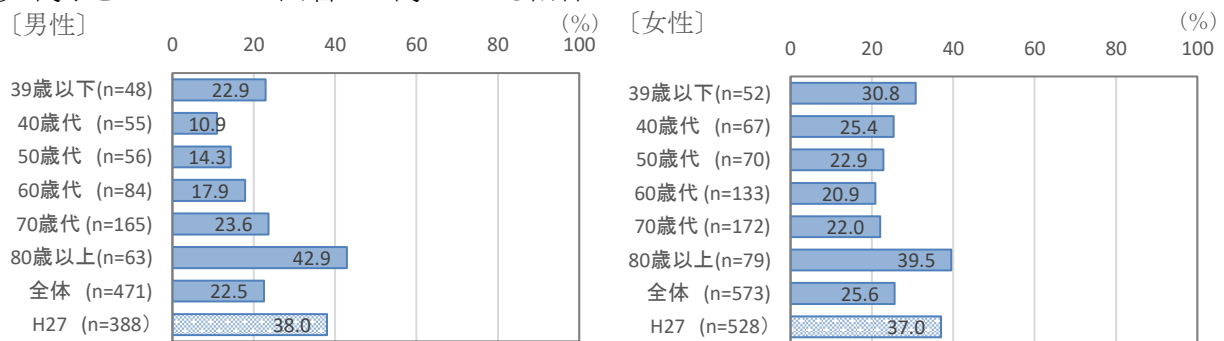 〔男性〕 (%)
0 20 40 60 80 100
39歳以下(n=48) 22.9
40歳代 (n=55) 10.9
50歳代 (n=56) 14.3
60歳代 (n=84) 17.9
70歳代 (n=165) 23.6
80歳以上(n=63) 42.9
全体 (n=471) 22.5
H27 (n=388） 38.0
〔女性〕 (%)
0 20 40 60 80 100
39歳以下(n=52) 30.8
40歳代 (n=67) 25.4
50歳代 (n=70) 22.9
60歳代 (n=133) 20.9
70歳代 (n=172) 22.0
80歳以上(n=79) 39.5
全体 (n=573) 25.6
H27 (n=528） 37.0